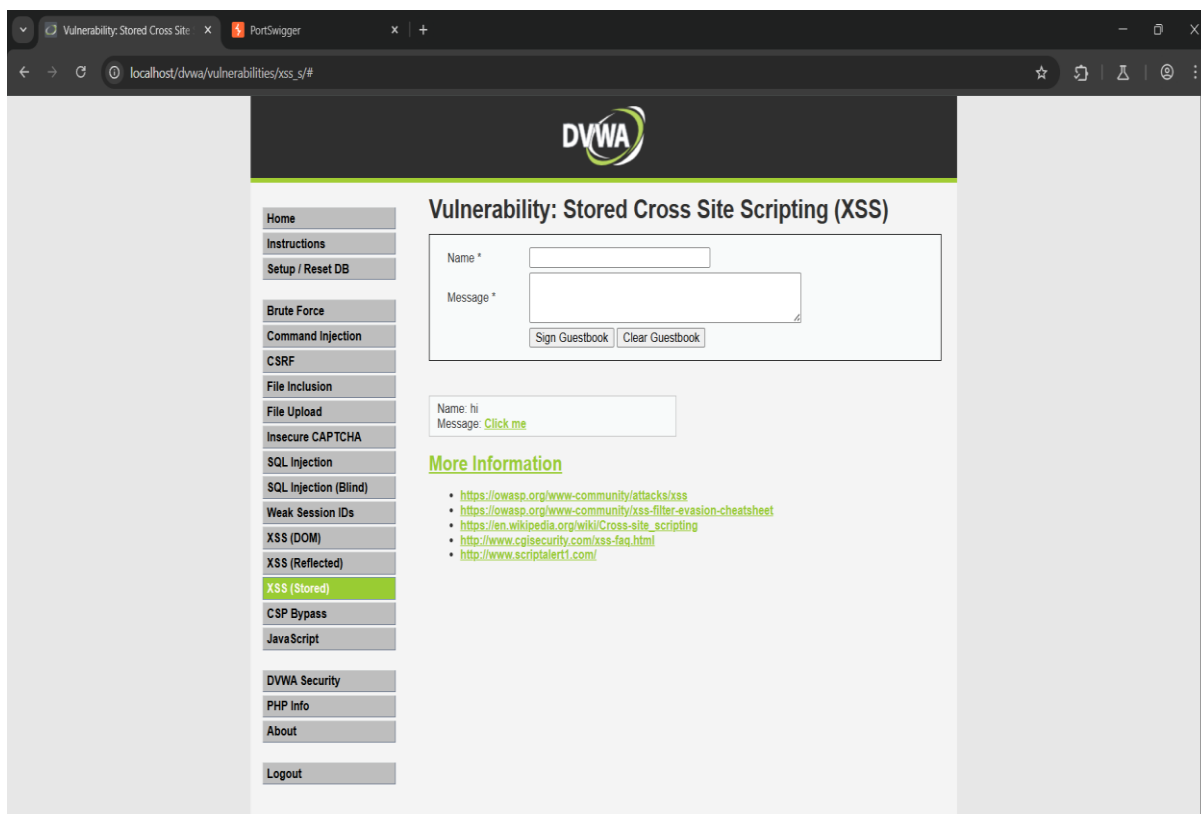 Vulnerability: Stored Cross Site
PortSwigger
localhost/dvwa/vulnerabilities/xss_s/#
DVWA
Home
Instructions
Setup / Reset DB
Brute Force
Command Injection
CSRF
File Inclusion
File Upload
Insecure CAPTCHA
SQL Injection
SQL Injection (Blind)
Weak Session IDs
XSS (DOM)
XSS (Reflected)
XSS (Stored)
CSP Bypass
JavaScript
DVWA Security
PHP Info
About
Logout
Vulnerability: Stored Cross Site Scripting (XSS)
Name *
Message *
Sign Guestbook Clear Guestbook
Name: hi
Message: Click me
More Information
• https://owasp.org/www-community/attacks/xss
• https://owasp.org/www-community/xss-filter-evasion-cheatsheet
• https://en.wikipedia.org/wiki/Cross-site_scripting
• http://www.cgisecurity.com/xss-faq.html
• http://www.scriptalert1.com/